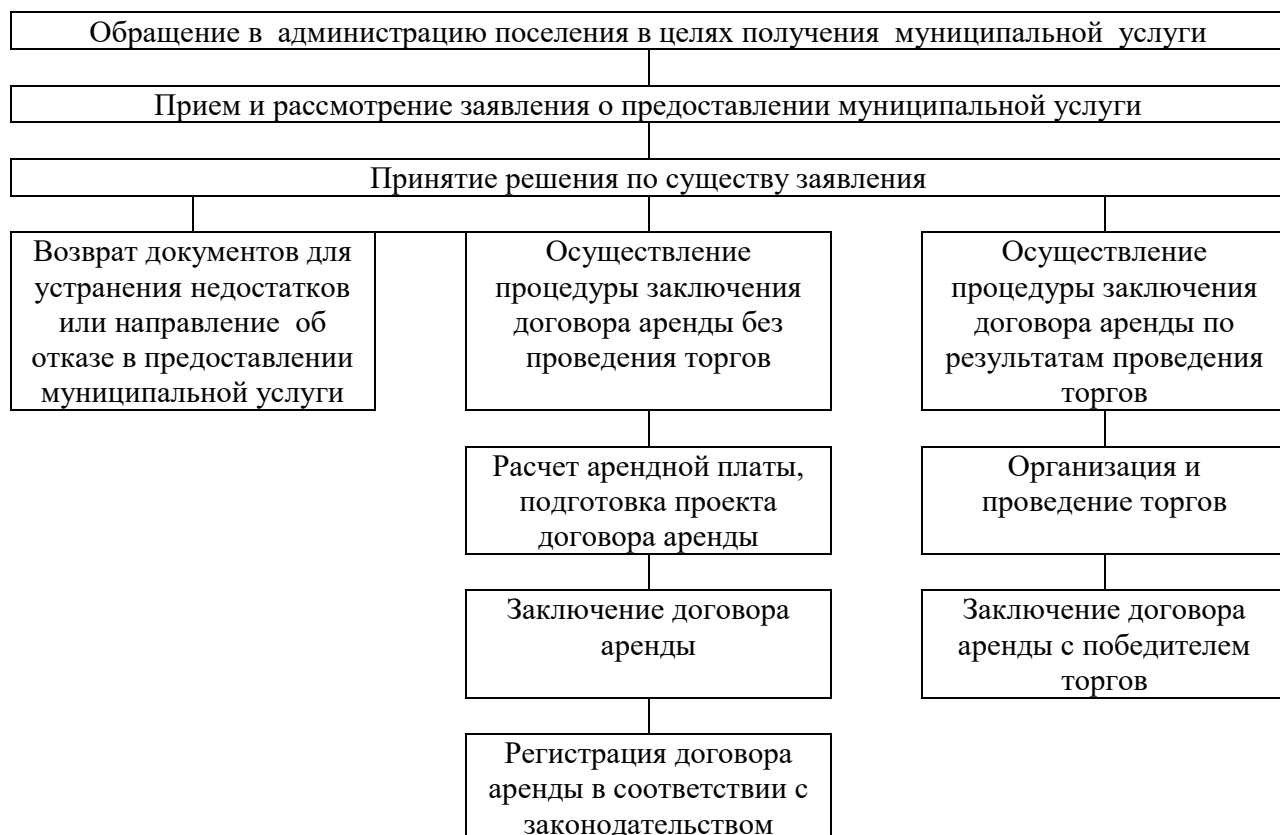 Обращение в  администрацию поселения в целях получения  муниципальной  услуги
Прием и рассмотрение заявления о предоставлении муниципальной услуги
Принятие решения по существу заявления
Возврат документов для
устранения недостатков
или направление  об
отказе в предоставлении
муниципальной услуги
Осуществление
процедуры заключения
договора аренды без
проведения торгов
Осуществление
процедуры заключения
договора аренды по
результатам проведения
торгов
Расчет арендной платы,
подготовка проекта
договора аренды
Организация и
проведение торгов
Заключение договора
аренды
Заключение договора
аренды с победителем
торгов
Регистрация договора
аренды в соответствии с
законодательством